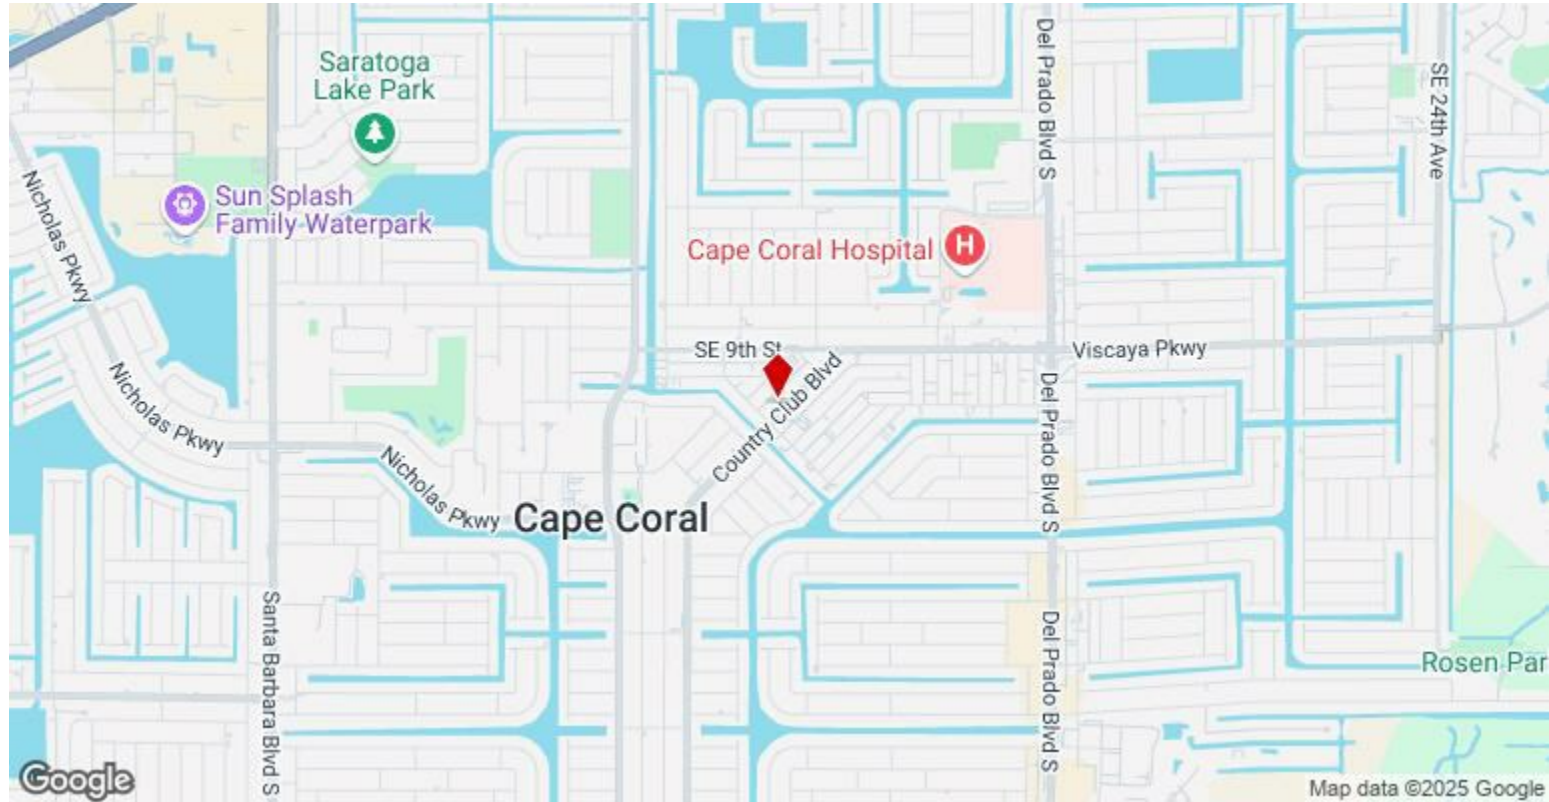 Saratoga
Lake Park
Sun Splash
Family Waterpark
Nicholas Pkwy
Del Prado Blvd S
SE 24th Ave
Cape Coral Hospital
H
SE 9th St
Viscaya Pkwy
Country Club Blvd
Nicholas Pkwy
Nicholas Pkwy
Del Prado Blvd S
Cape Coral
Santa Barbara Blvd S
Del Prado Blvd S
Rosen Par
Google
Map data ©2025 Google